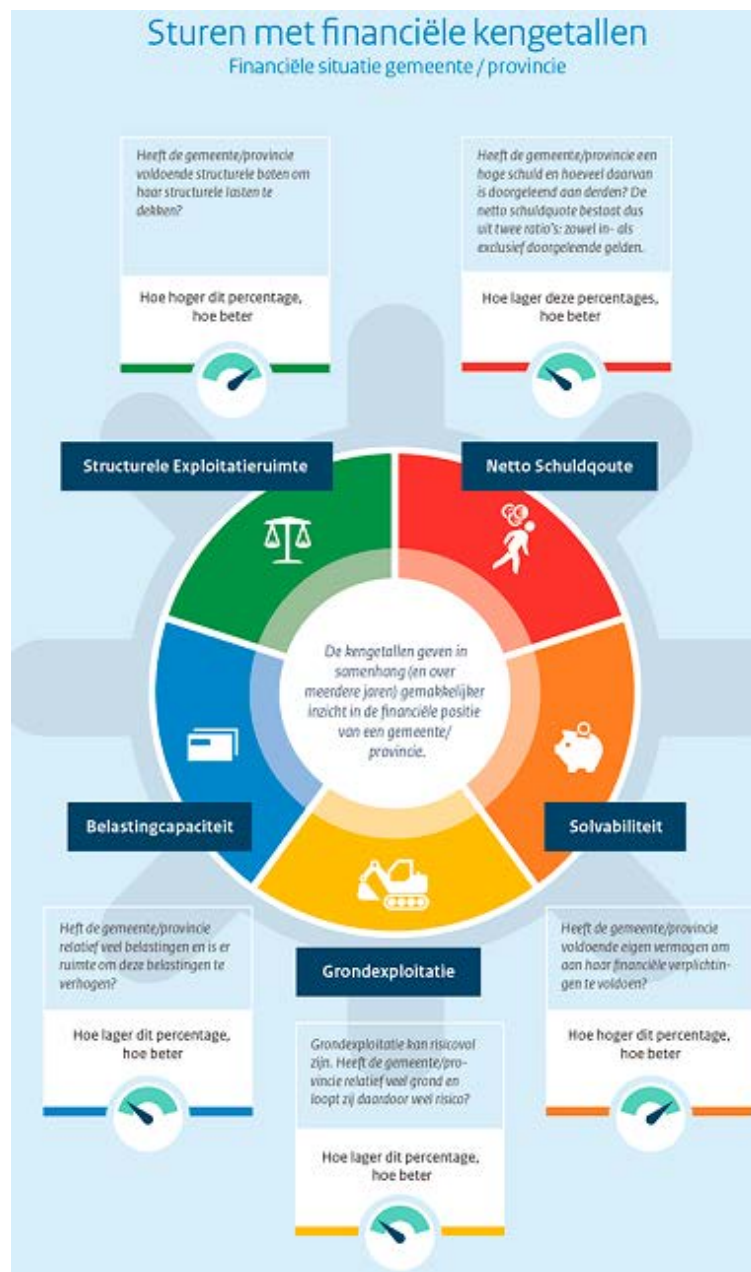 Sturen met financiële kengetallen
Financiële situatie gemeente / provincie
Heeft de gemeente/provincie
voldoende structurele baten om
haar structurele lasten te
dekken?
Hoe hoger dit percentage,
hoe beter
Heeft de gemeente/provincie een
hoge schuld en hoeveel daarvan
is doorgeleend aan derden? De
netto schuldquote bestaat dus
uit twee ratio's: zowel in- als
exclusief doorgeleende gelden.
Hoe lager deze percentages,
hoe beter
Structurele Exploitatieruimte
Netto Schuldqoute
De kengetallen geven in
samenhang (en over
meerdere jaren) gemakkelijker
inzicht in de financiële positie
van een gemeente/
provincie.
Belastingcapaciteit
Solvabiliteit
Heft de gemeente/provincie
relatief veel belastingen en is er
ruimte om deze belastingen te
verhogen?
Hoe lager dit percentage,
hoe beter
Grondexploitatie
Grondexploitatie kan risicovol
zijn. Heeft de gemeente/pro-
vincie relatief veel grond en
loopt zij daardoor veel risico?
Hoe lager dit percentage,
hoe beter
Heeft de gemeente/provincie
voldoende eigen vermogen om
aan haar financiële verplichtin-
gen te voldoen?
Hoe hoger dit percentage,
hoe beter